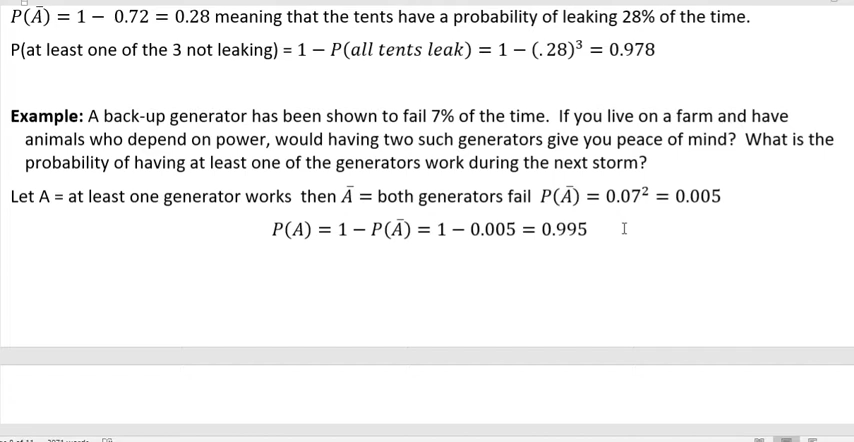 P(Ā) = 1 − 0.72 = 0.28 meaning that the tents have a probability of leaking 28% of the time.
P(at least one of the 3 not leaking) = 1 − P(all tents leak) = 1 − (.28)³ = 0.978
Example: A back-up generator has been shown to fail 7% of the time. If you live on a farm and have
animals who depend on power, would having two such generators give you peace of mind? What is the
probability of having at least one of the generators work during the next storm?
Let A = at least one generator works then Ā = both generators fail P(Ā) = 0.07² = 0.005
P(A) = 1 − P(Ā) = 1 − 0.005 = 0.995